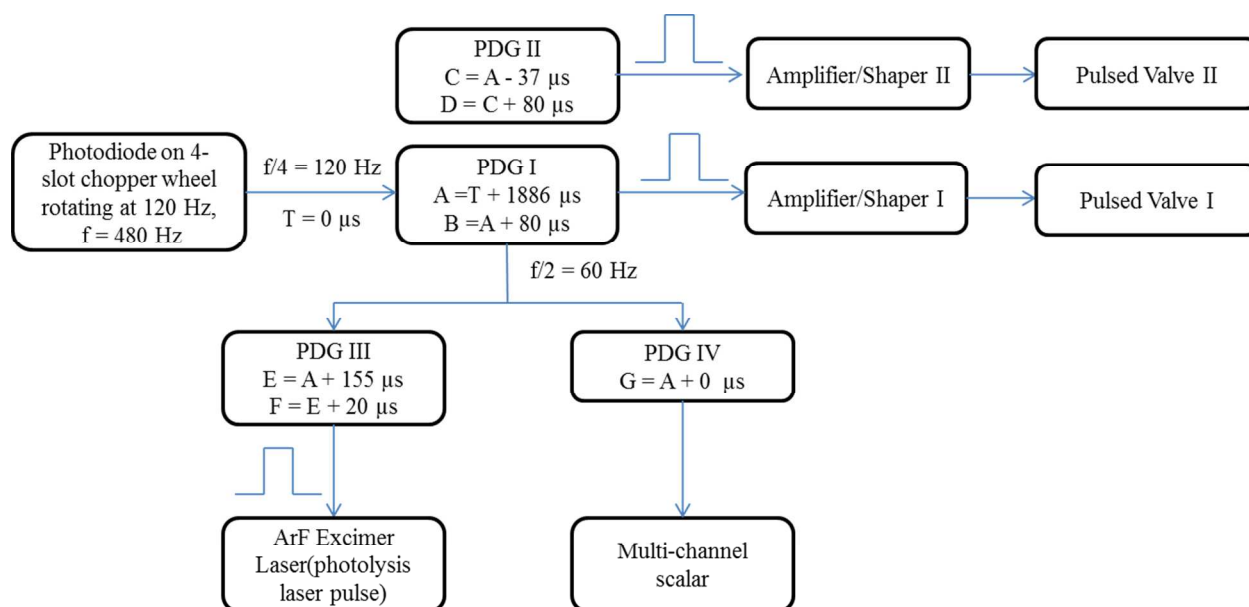 PDG II
C = A - 37 µs
D = C + 80 µs
Amplifier/Shaper II
Pulsed Valve II
Photodiode on 4-
slot chopper wheel
rotating at 120 Hz,
f = 480 Hz
f/4 = 120 Hz
T = 0 µs
PDG I
A =T + 1886 µs
B =A + 80 µs
Amplifier/Shaper I
Pulsed Valve I
f/2 = 60 Hz
PDG III
E = A + 155 µs
F = E + 20 µs
PDG IV
G = A + 0 µs
ArF Excimer
Laser(photolysis
laser pulse)
Multi-channel
scalar